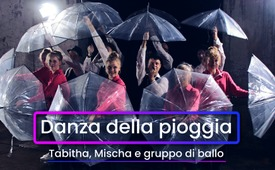 Danza della pioggia
Tabitha, Mischa e gruppo di ballo